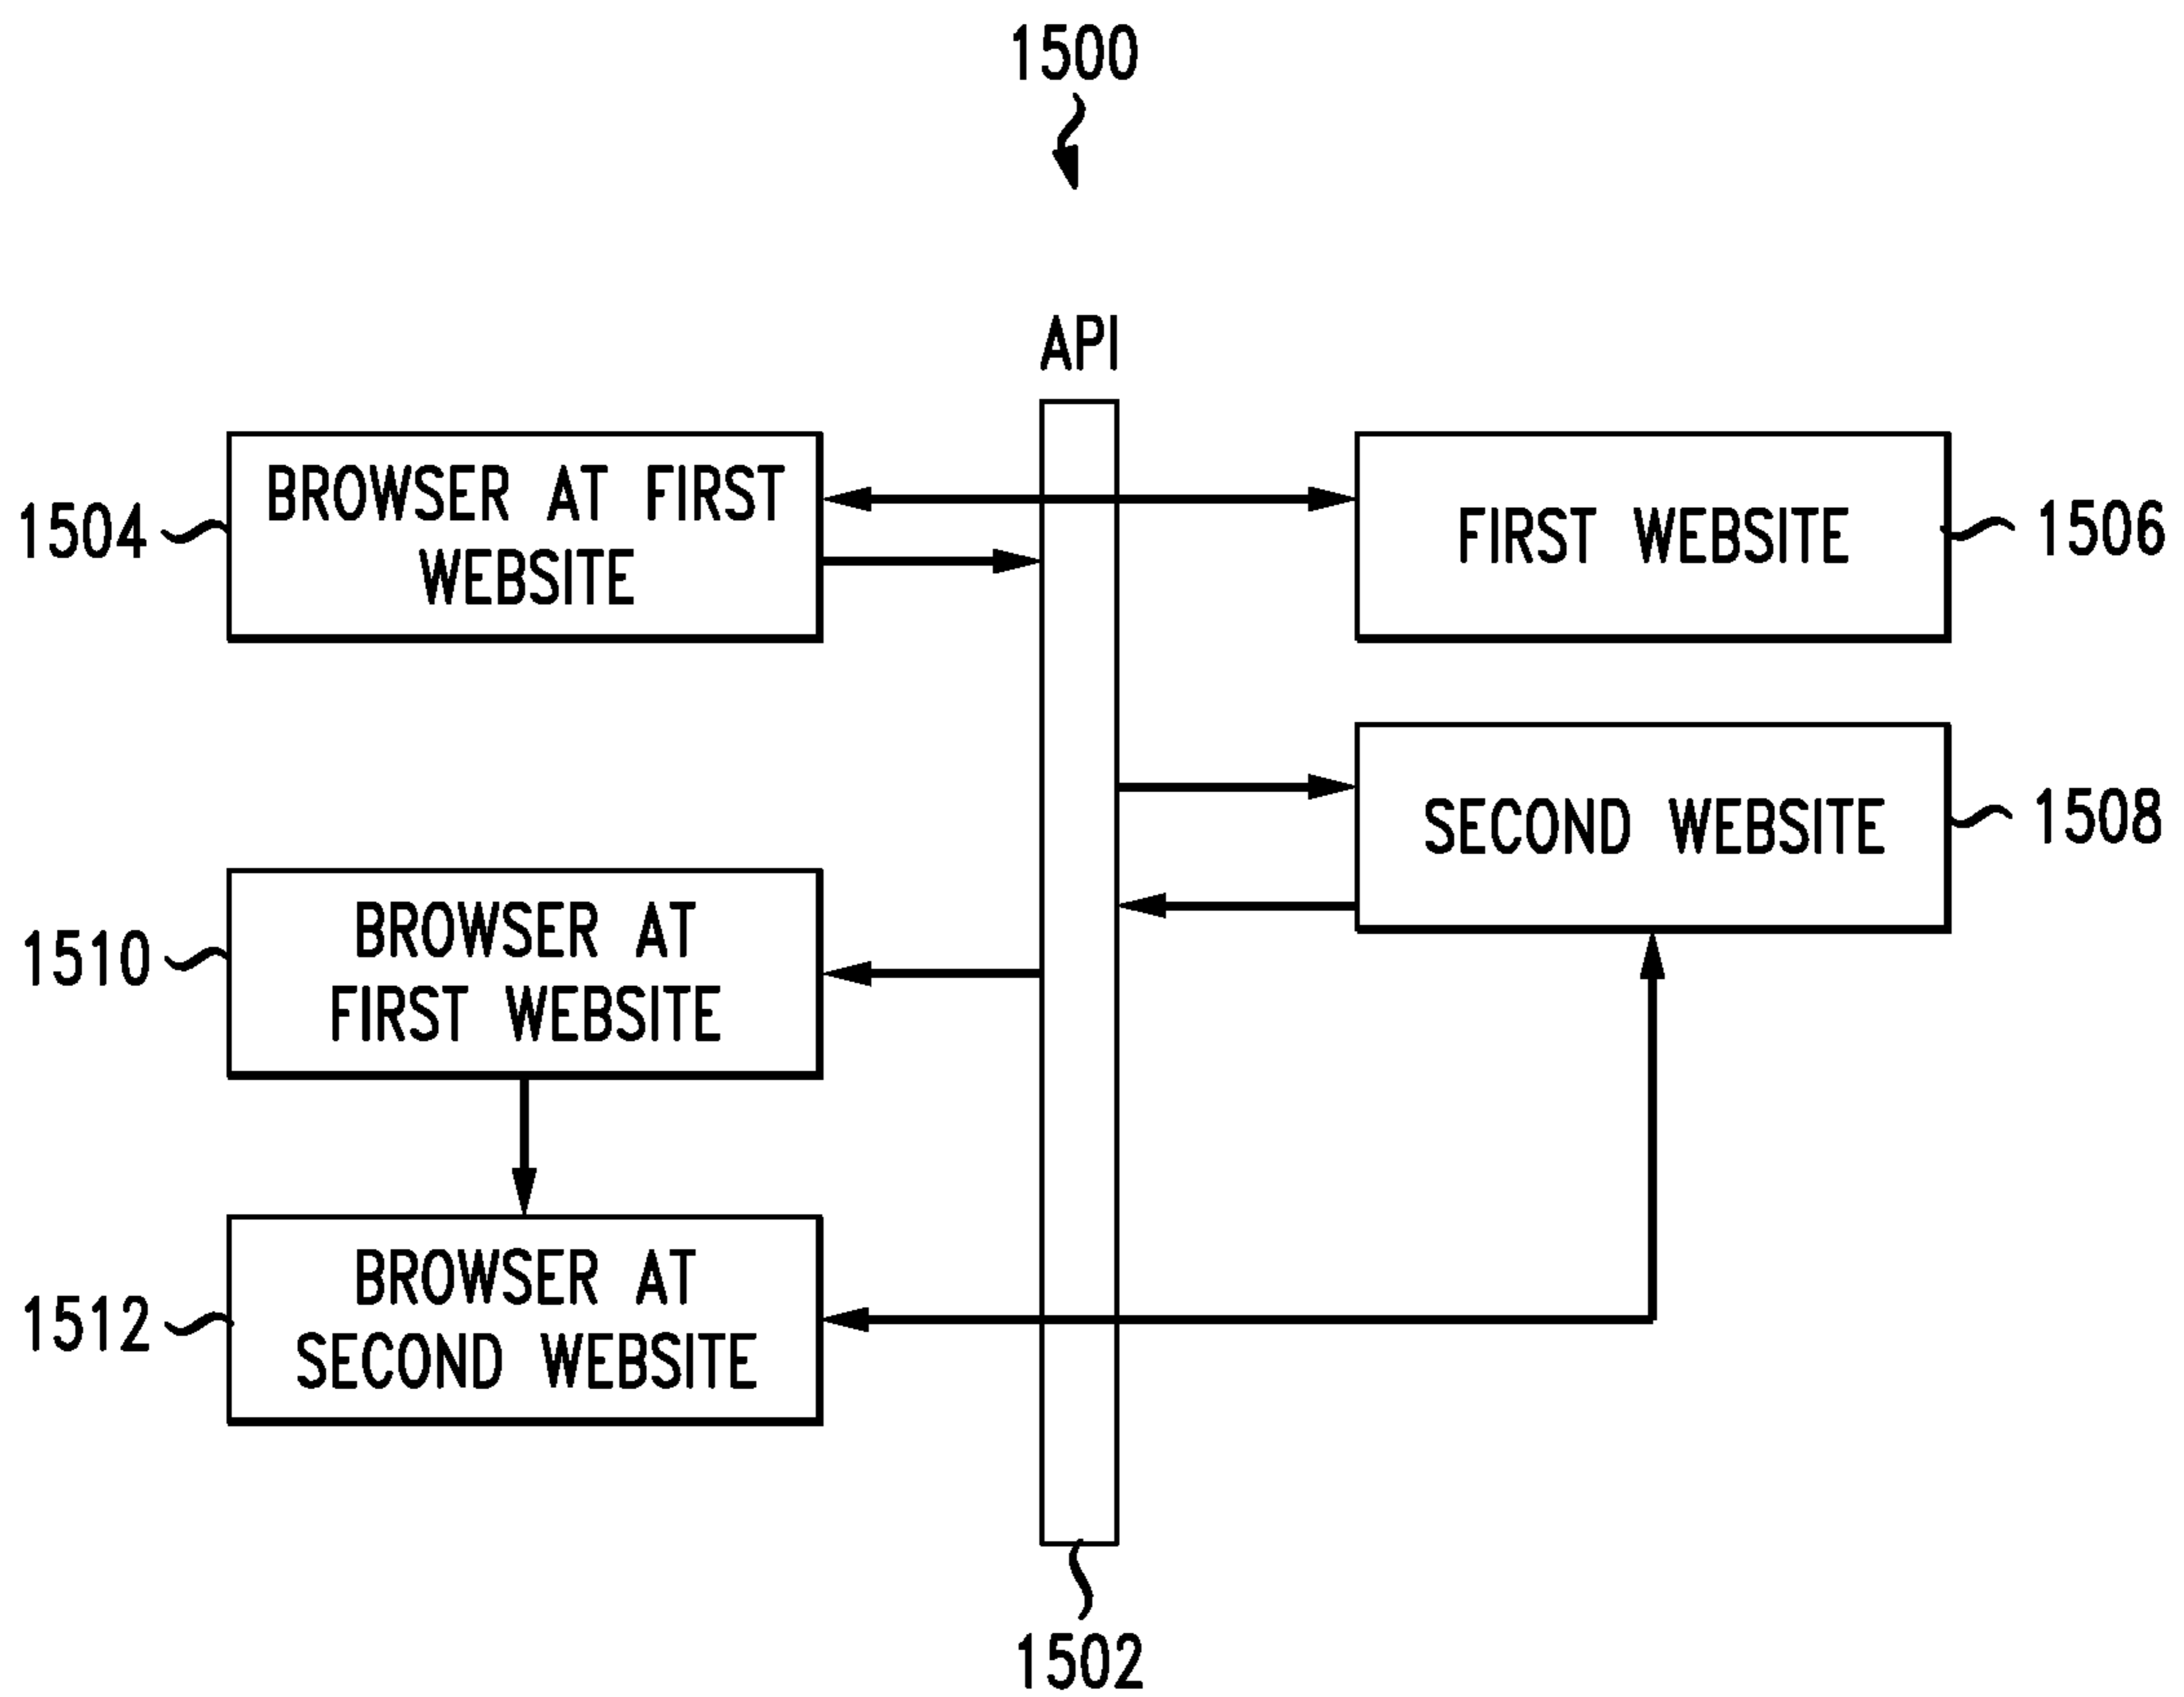 1500
API
BROWSER AT FIRST
WEBSITE
1504
FIRST WEBSITE
1506
SECOND WEBSITE
1508
BROWSER AT
FIRST WEBSITE
1510
BROWSER AT
SECOND WEBSITE
1512
1502